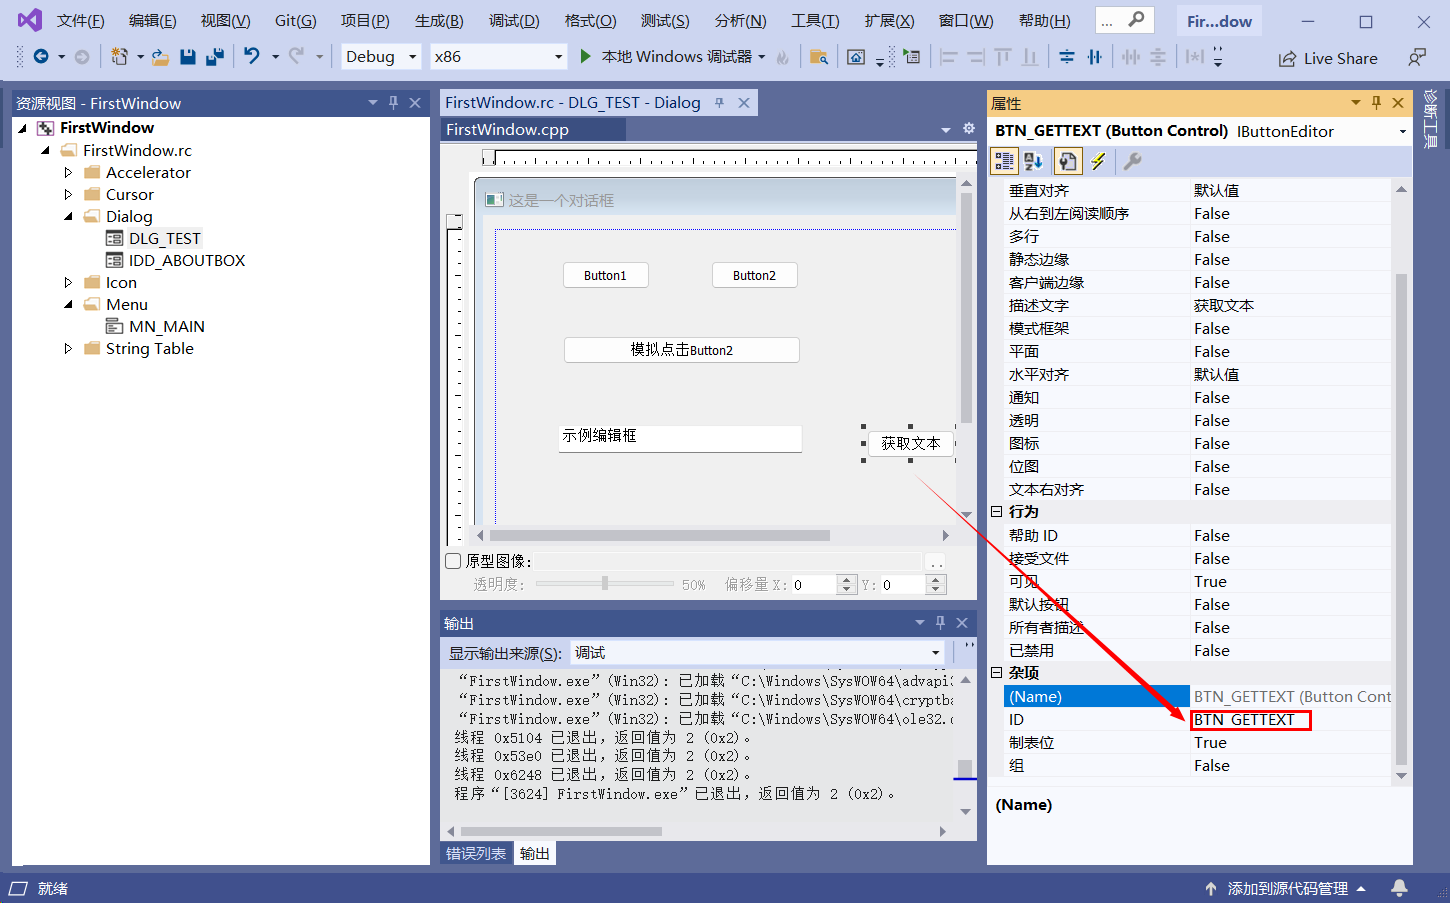 文件(F) 编辑(E) 视图(V) Git(G) 项目(P) 生成(B) 调试(D) 格式(O) 测试(S) 分析(N) 工具(T) 扩展(X) 窗口(W) 帮助(H) ... Fir...dow
Debug x86 本地 Windows 调试器 Live Share
资源视图 - FirstWindow
FirstWindow
FirstWindow.rc
Accelerator
Cursor
Dialog
DLG_TEST
IDD_ABOUTBOX
Icon
Menu
MN_MAIN
String Table
FirstWindow.rc - DLG_TEST - Dialog
FirstWindow.cpp
这是一个对话框
Button1 Button2
模拟点击Button2
示例编辑框 获取文本
原型图像: ..
透明度: 50% 偏移量 X: 0 Y: 0
输出
显示输出来源(S): 调试
“FirstWindow.exe”(Win32): 已加载“C:\Windows\SysWOW64\advapi3
“FirstWindow.exe”(Win32): 已加载“C:\Windows\SysWOW64\cryptba
“FirstWindow.exe”(Win32): 已加载“C:\Windows\SysWOW64\ole32.d
线程 0x5104 已退出，返回值为 2 (0x2)。
线程 0x53e0 已退出，返回值为 2 (0x2)。
线程 0x6248 已退出，返回值为 2 (0x2)。
程序“[3624] FirstWindow.exe”已退出，返回值为 2 (0x2)。
错误列表 输出
属性
BTN_GETTEXT (Button Control) IButtonEditor
垂直对齐 默认值
从右到左阅读顺序 False
多行 False
静态边缘 False
客户端边缘 False
描述文字 获取文本
模式框架 False
平面 False
水平对齐 默认值
通知 False
透明 False
图标 False
位图 False
文本右对齐 False
行为
帮助 ID False
接受文件 False
可见 True
默认按钮 False
所有者描述 False
已禁用 False
杂项
(Name) BTN_GETTEXT (Button Cont
ID BTN_GETTEXT
制表位 True
组 False
(Name)
诊断工具
就绪 添加到源代码管理